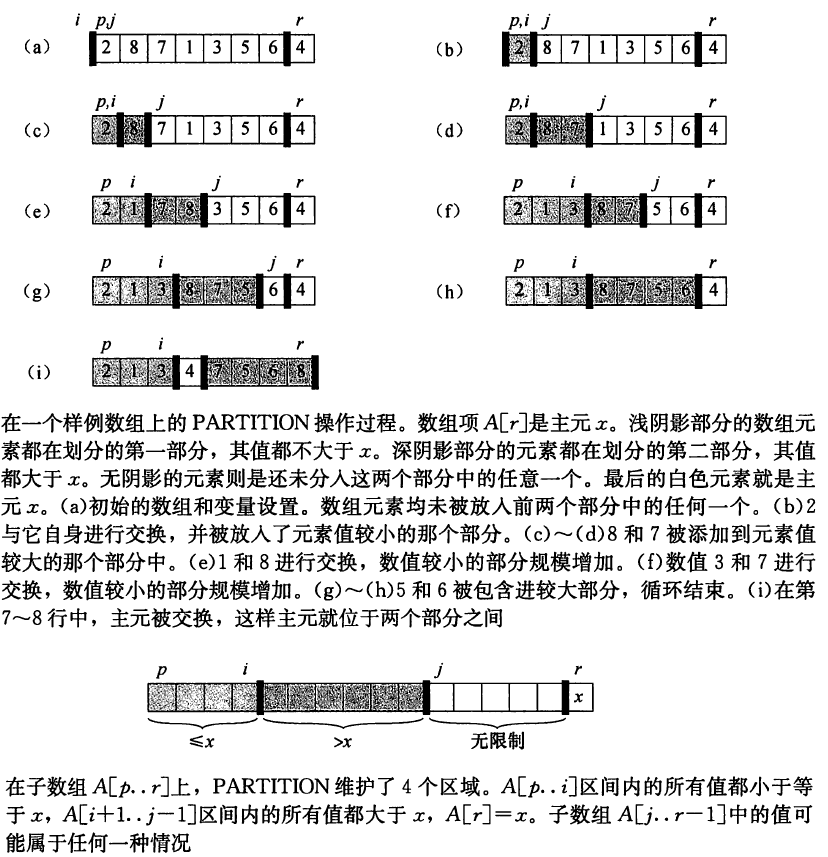 i p,j r p,i j r
(a) 2 8 7 1 3 5 6 4 (b) 2 8 7 1 3 5 6 4
p,i j r p,i j r
(c) 2 8 7 1 3 5 6 4 (d) 2 8 7 1 3 5 6 4
p i j r p i j r
(e) 2 1 7 8 3 5 6 4 (f) 2 1 3 8 7 5 6 4
p i j r p i r
(g) 2 1 3 8 7 5 6 4 (h) 2 1 3 8 7 5 6 4
p i r
(i) 2 1 3 4 7 5 6 8
在一个样例数组上的 PARTITION 操作过程。数组项 A[r]是主元 x。浅阴影部分的数组元
素都在划分的第一部分，其值都不大于 x。深阴影部分的元素都在划分的第二部分，其值
都大于 x。无阴影的元素则是还未分入这两个部分中的任意一个。最后的白色元素就是主
元 x。(a)初始的数组和变量设置。数组元素均未被放入前两个部分中的任何一个。(b)2
与它自身进行交换，并被放入了元素值较小的那个部分。(c)～(d)8 和 7 被添加到元素值
较大的那个部分中。(e)1 和 8 进行交换，数值较小的部分规模增加。(f)数值 3 和 7 进行
交换，数值较小的部分规模增加。(g)～(h)5 和 6 被包含进较大部分，循环结束。(i)在第
7～8 行中，主元被交换，这样主元就位于两个部分之间
p i j r
x
≤x >x 无限制
在子数组 A[p..r]上，PARTITION 维护了 4 个区域。A[p..i]区间内的所有值都小于等
于 x，A[i+1..j-1]区间内的所有值都大于 x，A[r]=x。子数组 A[j..r-1]中的值可
能属于任何一种情况